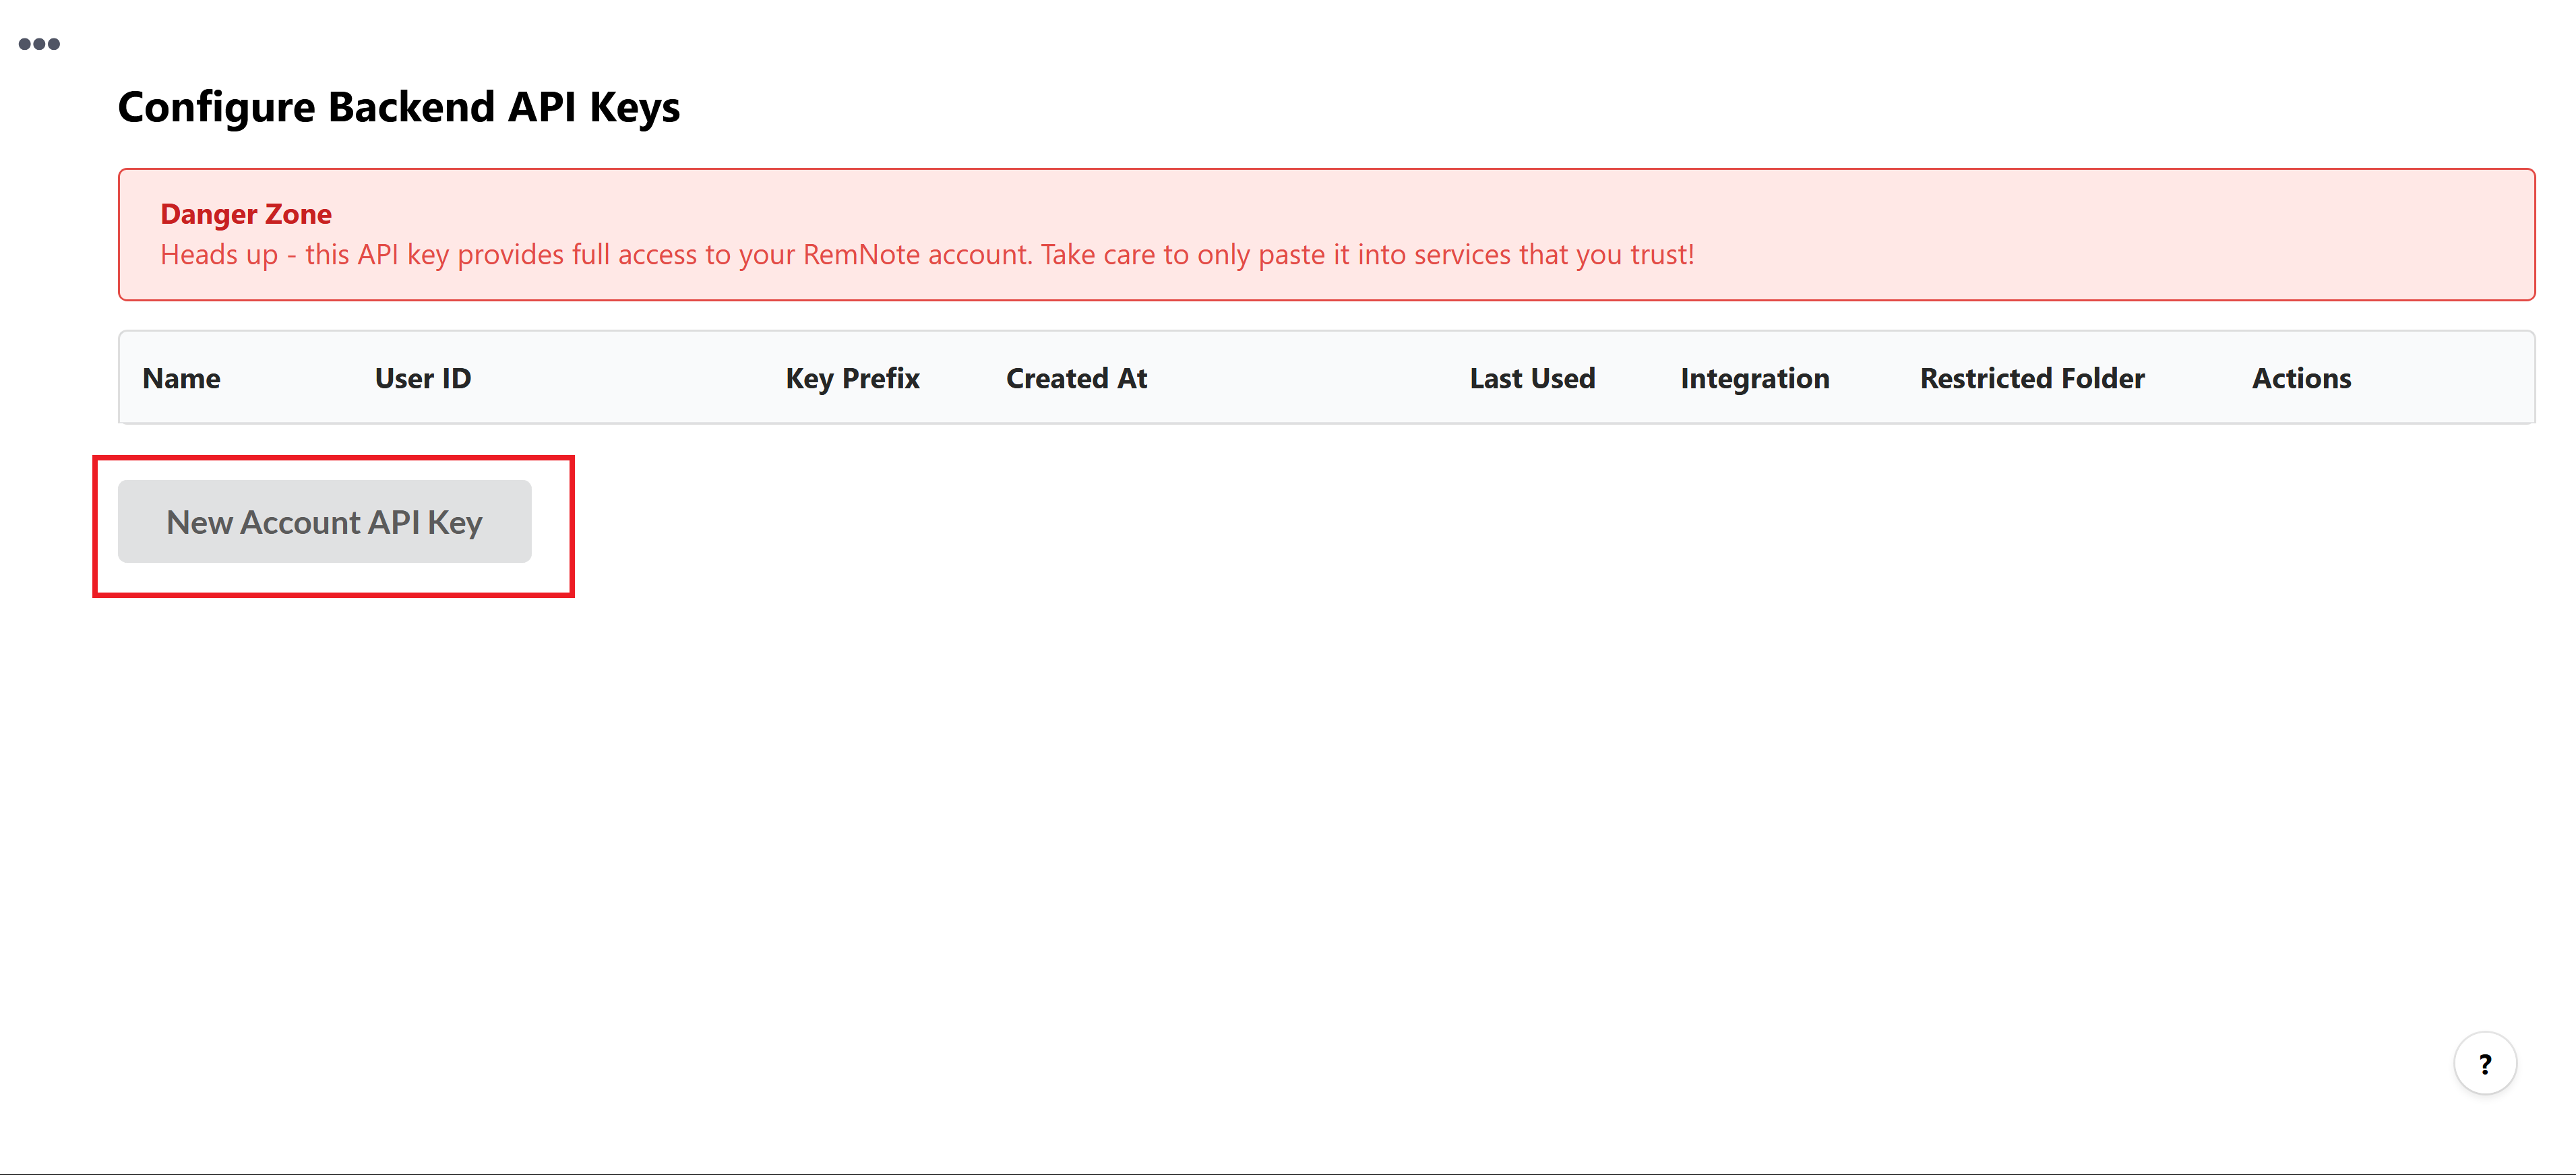 Configure Backend API Keys
Danger Zone
Heads up - this API key provides full access to your RemNote account. Take care to only paste it into services that you trust!
Name User ID Key Prefix Created At Last Used Integration Restricted Folder Actions
New Account API Key
?